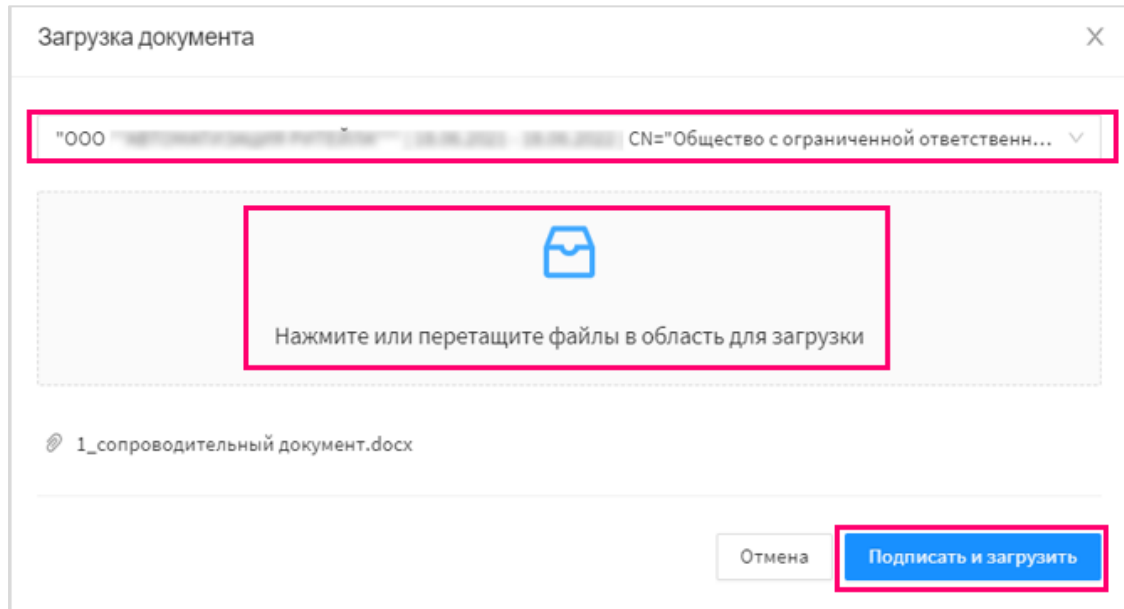 Загрузка документа
"ООО CN="Общество с ограниченной ответственн...
Нажмите или перетащите файлы в область для загрузки
1_сопроводительный документ.docx
Отмена
Подписать и загрузить